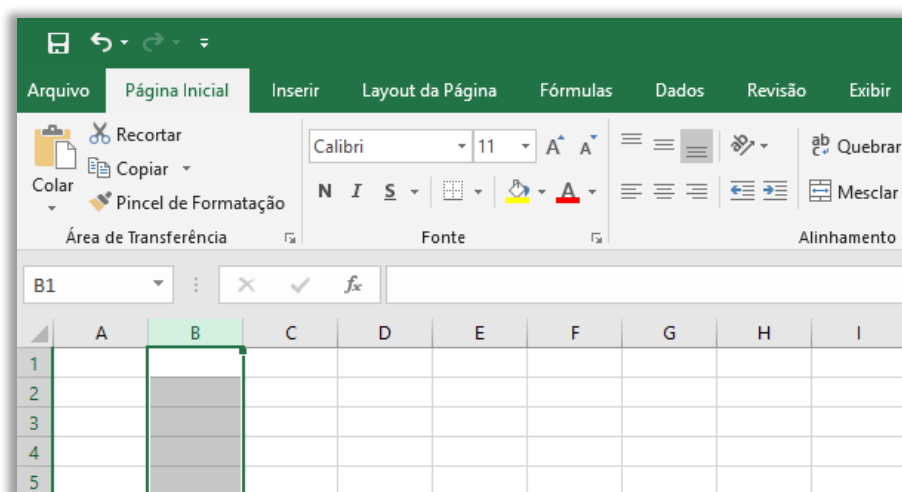 Arquivo Página Inicial Inserir Layout da Página Fórmulas Dados Revisão Exibir
Colar
Recortar
Copiar
Pincel de Formatação
Área de Transferência
Calibri 11 A A
N I S A
Fonte
ab Quebrar
Mesclar
Alinhamento
B1 fx
A B C D E F G H I
1
2
3
4
5